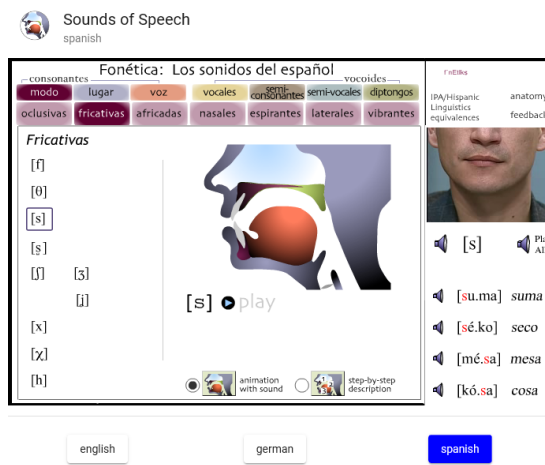 Sounds of Speech
spanish
Fonética: Los sonidos del español
consonantes
vocoides
modo lugar voz vocales semi-consonantes semi-vocales diptongos
oclusivas fricativas africadas nasales espirantes laterales vibrantes
Fricativas
[f]
[θ]
[s]
[s̪]
[ʃ] [ʒ]
[ʝ]
[x]
[χ]
[h]
[s] play
animation
with sound
step-by-step
description
IPA/Hispanic
Linguistics
equivalences
anatomy
feedback
[s]
[su.ma] suma
[sé.ko] seco
[mé.sa] mesa
[kó.sa] cosa
english
german
spanish